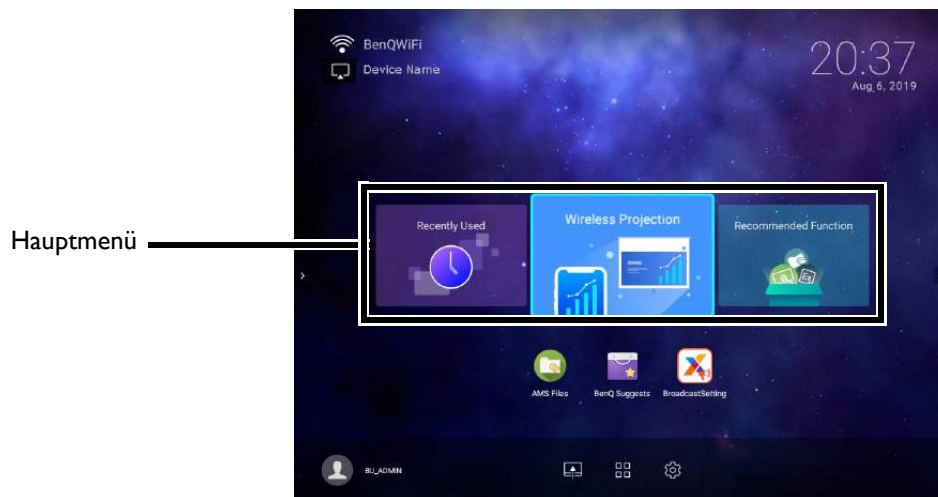 BenQWiFi
Device Name
20:37
Aug 6, 2019
Hauptmenü
Recently Used
Wireless Projection
Recommended Function
AMS Files
BenQ Suggests
BroadcastSetting
BU_ADMIN